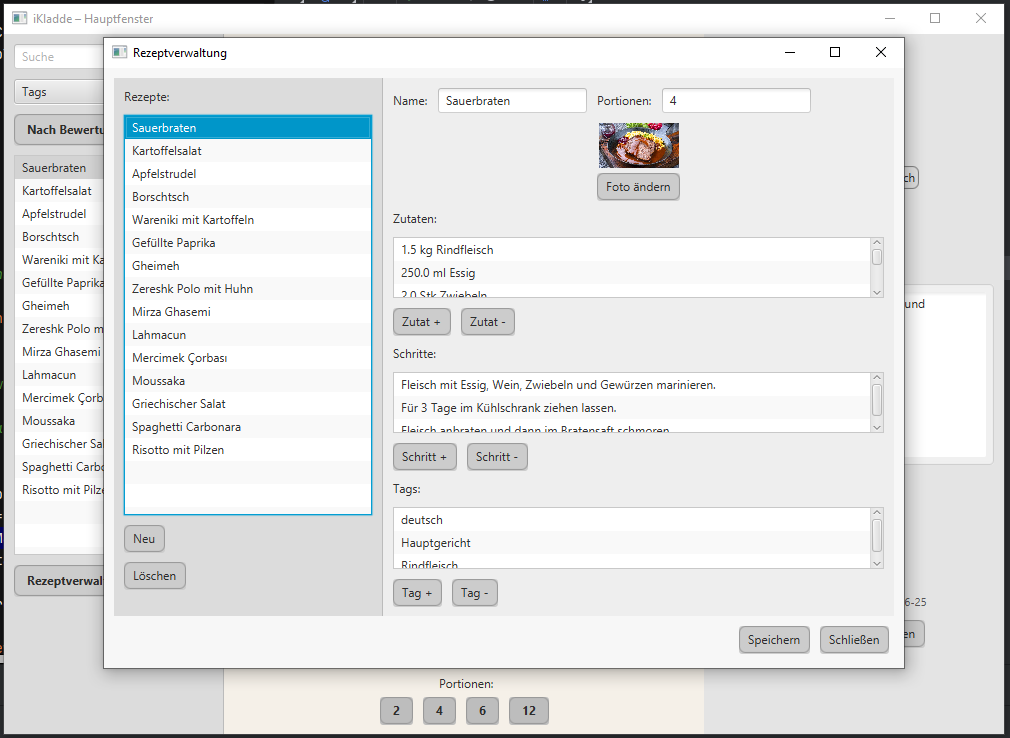 iKladde – Hauptfenster
Suche
Tags
Nach Bewertu
Sauerbraten
Kartoffelsalat
Apfelstrudel
Borschtsch
Wareniki mit Ka
Gefüllte Paprika
Gheimeh
Zereshk Polo m
Mirza Ghasemi
Lahmacun
Mercimek Çorb
Moussaka
Griechischer Sa
Spaghetti Carbo
Risotto mit Pilze
Rezeptverwal
Rezeptverwaltung
Rezepte:
Sauerbraten
Kartoffelsalat
Apfelstrudel
Borschtsch
Wareniki mit Kartoffeln
Gefüllte Paprika
Gheimeh
Zereshk Polo mit Huhn
Mirza Ghasemi
Lahmacun
Mercimek Çorbası
Moussaka
Griechischer Salat
Spaghetti Carbonara
Risotto mit Pilzen
Neu
Löschen
Name: Sauerbraten Portionen: 4
Foto ändern
Zutaten:
1.5 kg Rindfleisch
250.0 ml Essig
2.0 Stk Zwiebeln
Zutat + Zutat -
Schritte:
Fleisch mit Essig, Wein, Zwiebeln und Gewürzen marinieren.
Für 3 Tage im Kühlschrank ziehen lassen.
Fleisch anbraten und dann im Bratensaft schmoren
Schritt + Schritt -
Tags:
deutsch
Hauptgericht
Rindfleisch
Tag + Tag -
Speichern Schließen
ch
und
6-25
en
Portionen:
2 4 6 12